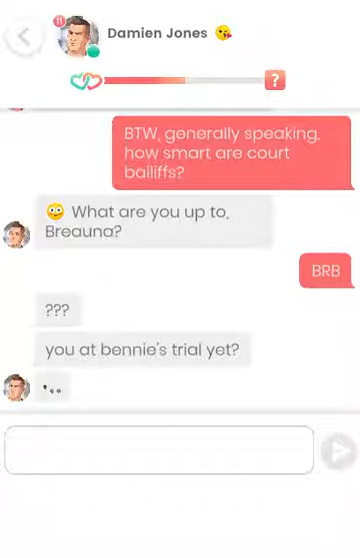 11
Damien Jones 😘
?
BTW, generally speaking,
how smart are court
bailiffs?
😳 What are you up to,
Breauna?
BRB
???
you at bennie's trial yet?